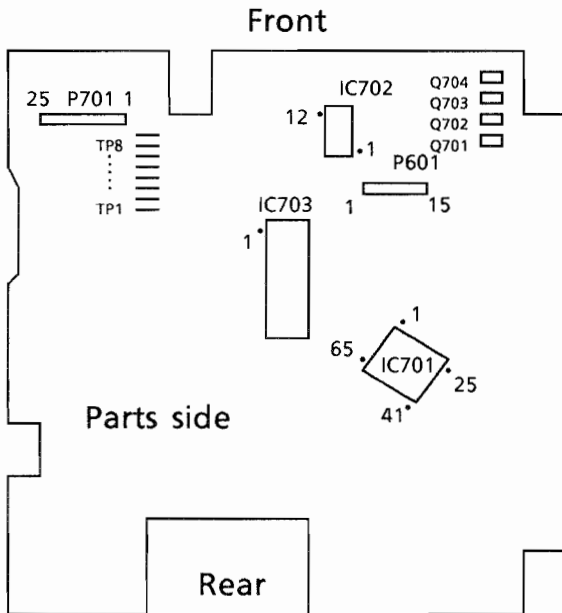 Front
25 P701 1
TP8
TP1
IC702
12
1
Q704
Q703
Q702
Q701
P601
1 15
IC703
1
1
65
IC701
25
41
Parts side
Rear